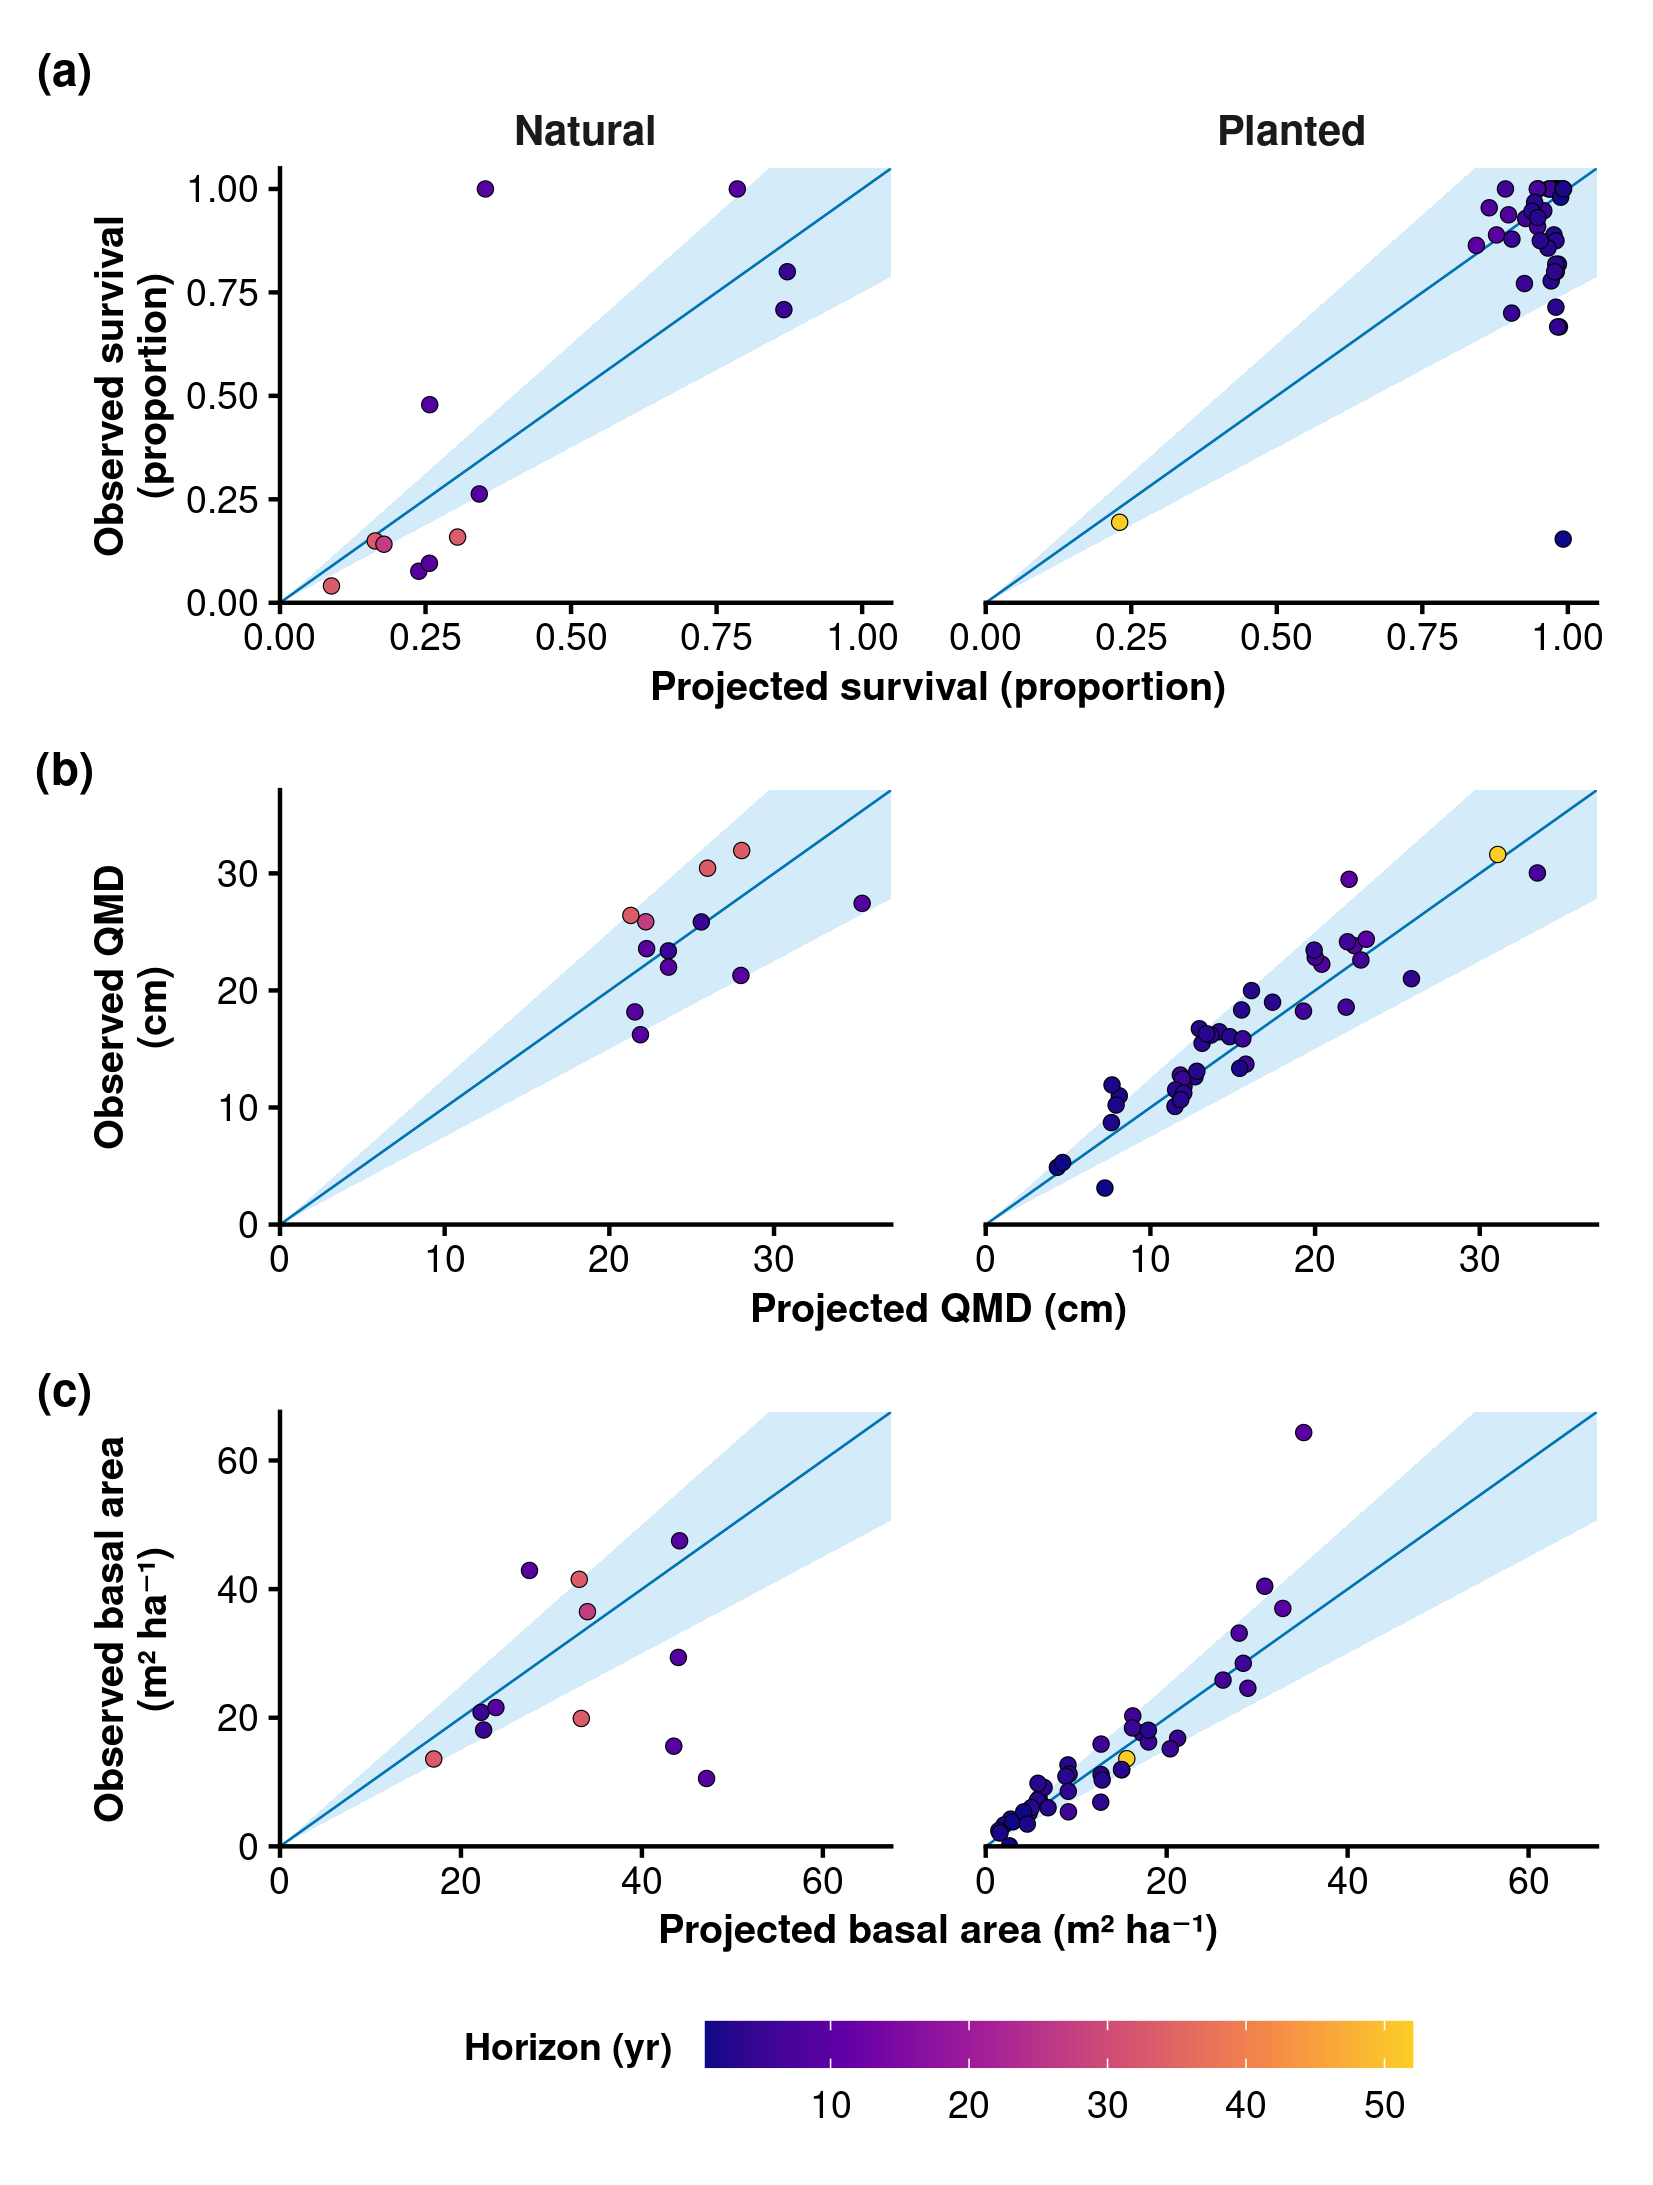 (a)
Natural Planted
Observed survival
(proportion)
1.00
0.75
0.50
0.25
0.00
0.00 0.25 0.50 0.75 1.00 0.00 0.25 0.50 0.75 1.00
Projected survival (proportion)
(b)
Observed QMD
(cm)
30
20
10
0
0 10 20 30 0 10 20 30
Projected QMD (cm)
(c)
Observed basal area
(m² ha⁻¹)
60
40
20
0
0 20 40 60 0 20 40 60
Projected basal area (m² ha⁻¹)
Horizon (yr)
10 20 30 40 50